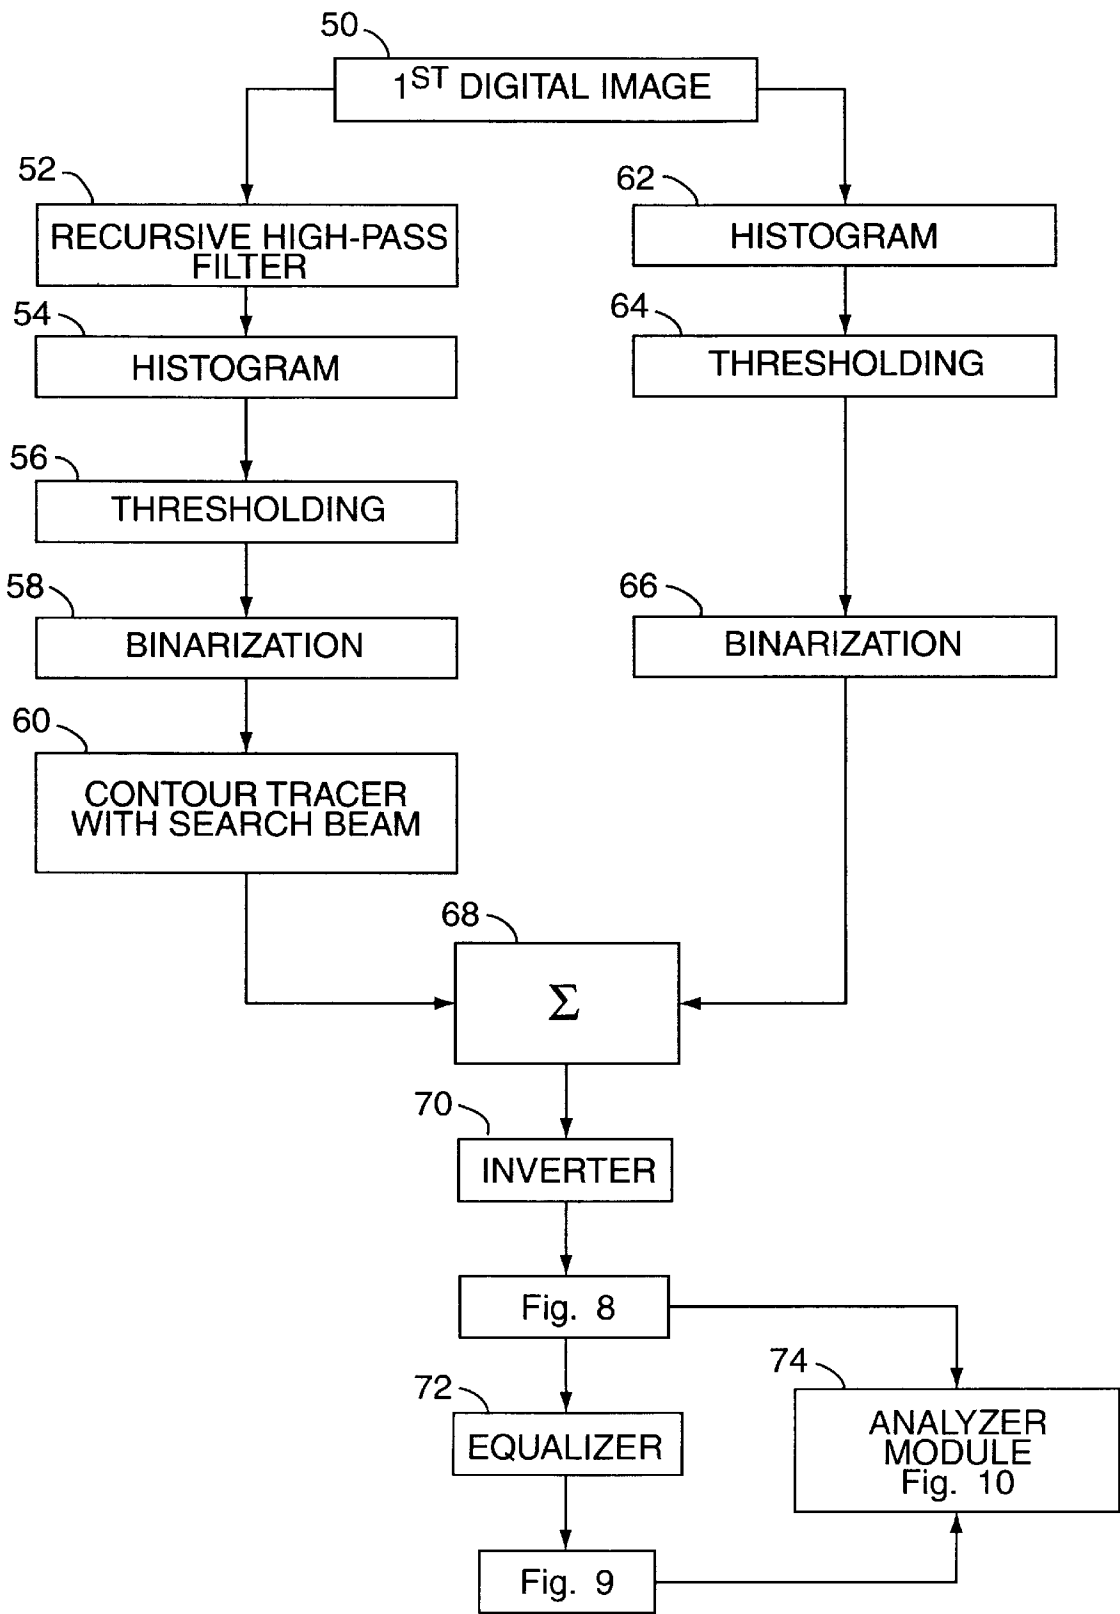 50
1ST DIGITAL IMAGE
52
RECURSIVE HIGH-PASS
FILTER
62
HISTOGRAM
54
HISTOGRAM
64
THRESHOLDING
56
THRESHOLDING
58
BINARIZATION
66
BINARIZATION
60
CONTOUR TRACER
WITH SEARCH BEAM
68
Σ
70
INVERTER
Fig. 8
72
EQUALIZER
74
ANALYZER
MODULE
Fig. 10
Fig. 9